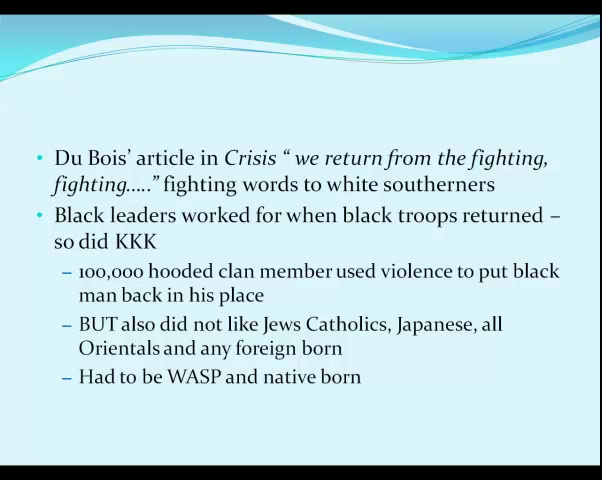 • Du Bois’ article in Crisis “ we return from the fighting,
fighting…..” fighting words to white southerners
• Black leaders worked for when black troops returned –
so did KKK
– 100,000 hooded clan member used violence to put black
man back in his place
– BUT also did not like Jews Catholics, Japanese, all
Orientals and any foreign born
– Had to be WASP and native born